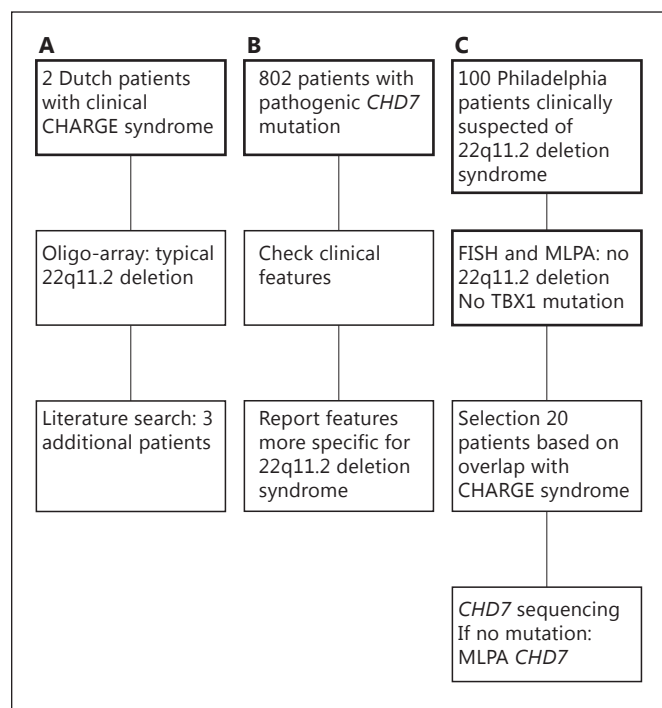 A
2 Dutch patients
with clinical
CHARGE syndrome
Oligo-array: typical
22q11.2 deletion
Literature search: 3
additional patients
B
802 patients with
pathogenic CHD7
mutation
Check clinical
features
Report features
more specific for
22q11.2 deletion
syndrome
C
100 Philadelphia
patients clinically
suspected of
22q11.2 deletion
syndrome
FISH and MLPA: no
22q11.2 deletion
No TBX1 mutation
Selection 20
patients based on
overlap with
CHARGE syndrome
CHD7 sequencing
If no mutation:
MLPA CHD7